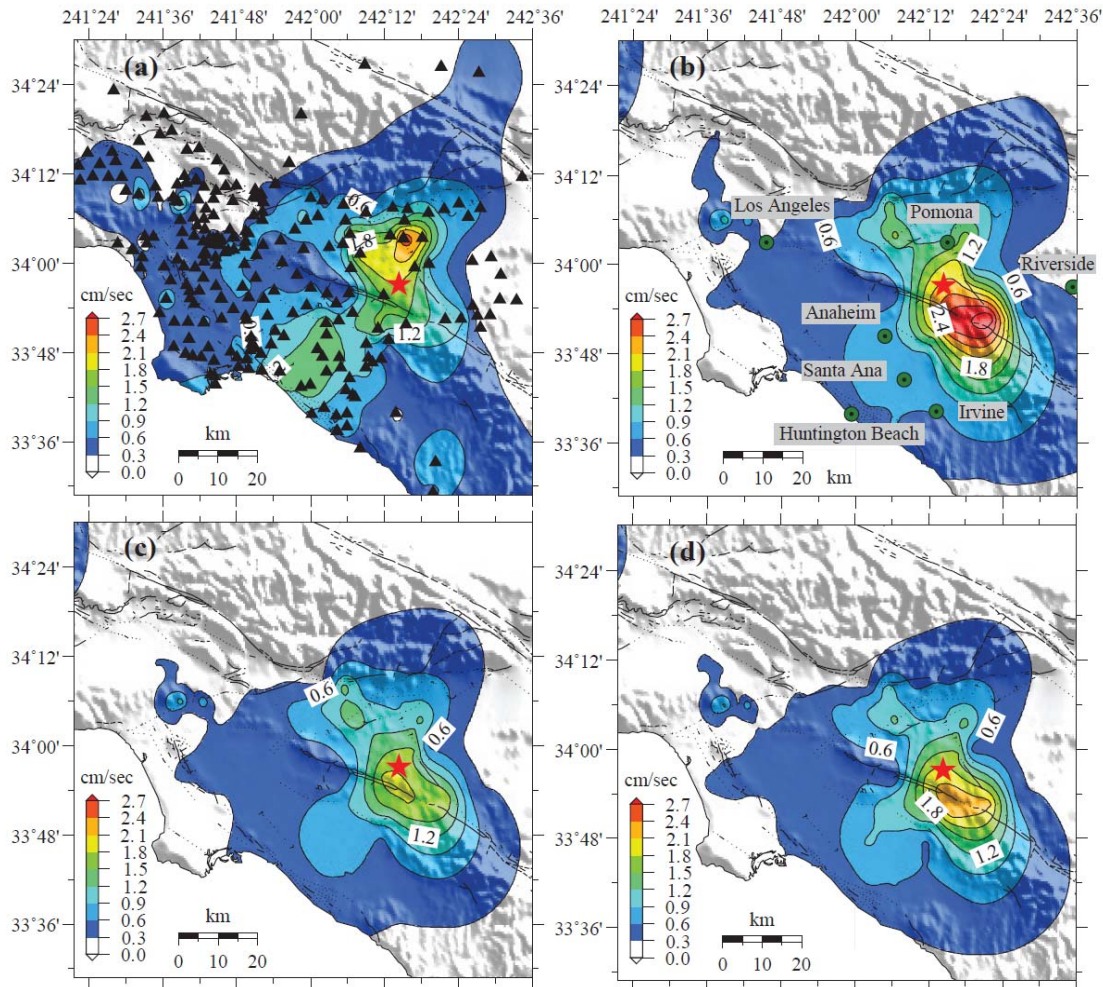 241°24' 241°36' 241°48' 242°00' 242°12' 242°24' 242°36'
241°24' 241°36' 241°48' 242°00' 242°12' 242°24' 242°36'
(a)
34°24'
34°12'
34°00'
33°48'
33°36'
0.6
1.8
1.2
cm/sec
2.7
2.4
2.1
1.8
1.5
1.2
0.9
0.6
0.3
0.0
km
0 10 20
(b)
34°24'
34°12'
34°00'
33°48'
33°36'
Los Angeles
Pomona
0.6
1.2
Riverside
0.6
Anaheim
2.4
Santa Ana
1.8
Irvine
Huntington Beach
cm/sec
2.7
2.4
2.1
1.8
1.5
1.2
0.9
0.6
0.3
0.0
km
0 10 20
km
(c)
34°24'
34°12'
34°00'
33°48'
33°36'
0.6
0.6
1.2
cm/sec
2.7
2.4
2.1
1.8
1.5
1.2
0.9
0.6
0.3
0.0
km
0 10 20
(d)
34°24'
34°12'
34°00'
33°48'
33°36'
0.6
0.6
1.8
1.2
cm/sec
2.7
2.4
2.1
1.8
1.5
1.2
0.9
0.6
0.3
0.0
km
0 10 20